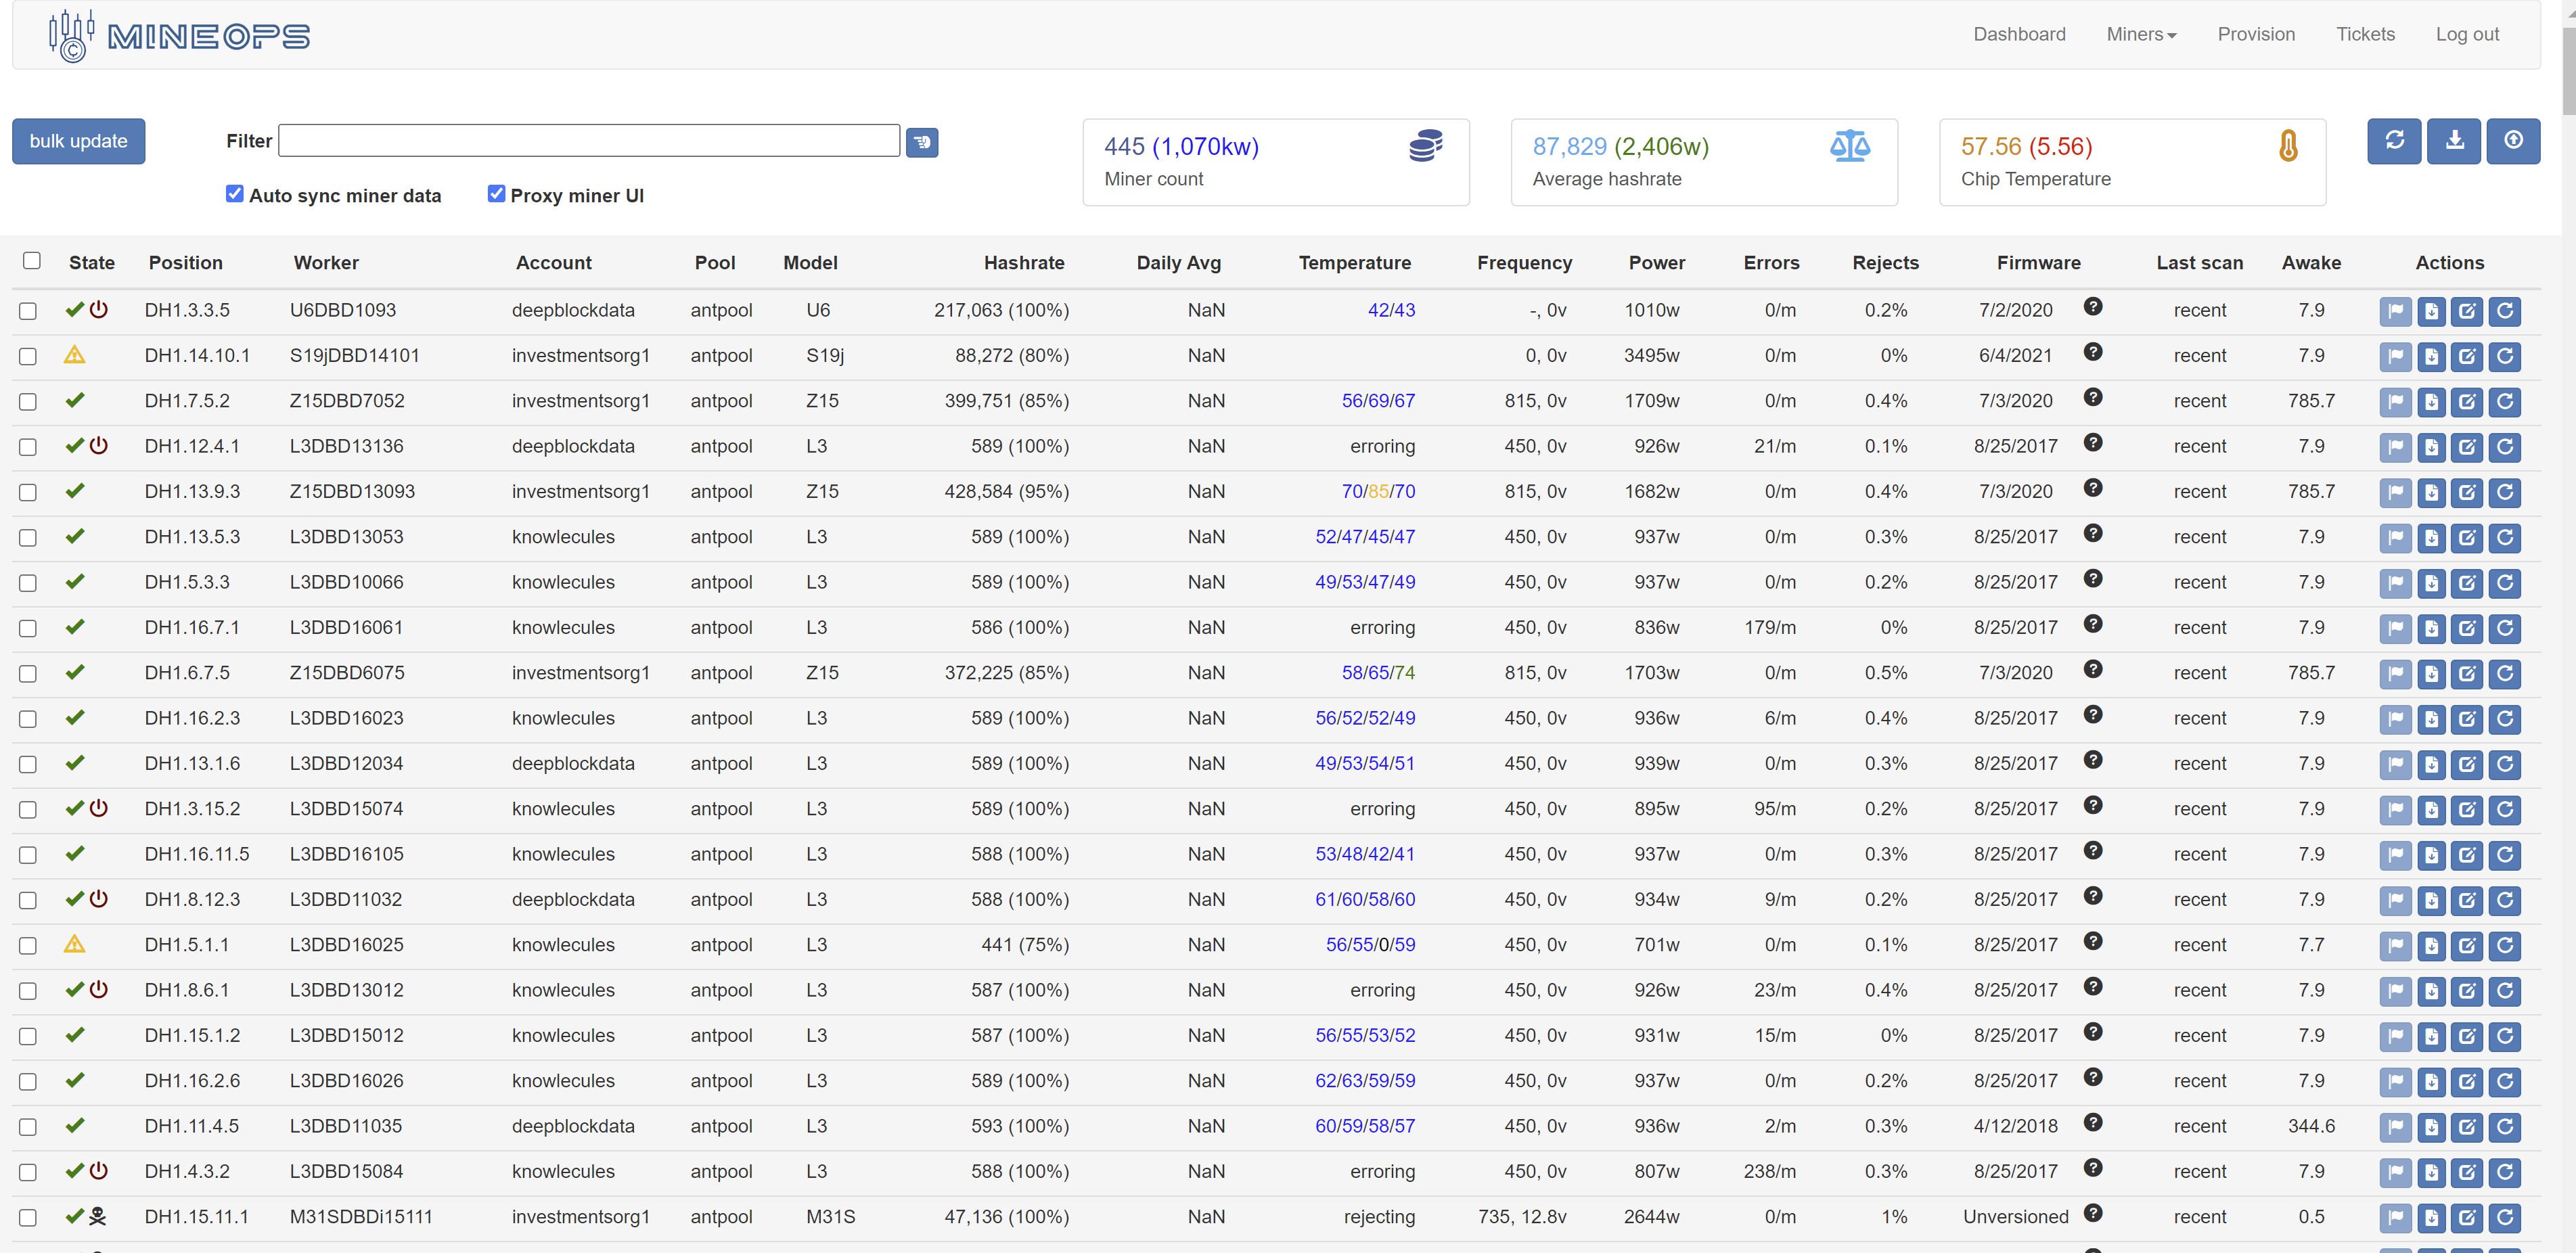 MINEOPS
Dashboard Miners Provision Tickets Log out
bulk update
Filter
Auto sync miner data Proxy miner UI
445 (1,070kw)
Miner count
87,829 (2,406w)
Average hashrate
57.56 (5.56)
Chip Temperature
State Position Worker Account Pool Model Hashrate Daily Avg Temperature Frequency Power Errors Rejects Firmware Last scan Awake Actions
DH1.3.3.5 U6DBD1093 deepblockdata antpool U6 217,063 (100%) NaN 42/43 -, 0v 1010w 0/m 0.2% 7/2/2020 recent 7.9
DH1.14.10.1 S19jDBD14101 investmentsorg1 antpool S19j 88,272 (80%) NaN 0, 0v 3495w 0/m 0% 6/4/2021 recent 7.9
DH1.7.5.2 Z15DBD7052 investmentsorg1 antpool Z15 399,751 (85%) NaN 56/69/67 815, 0v 1709w 0/m 0.4% 7/3/2020 recent 785.7
DH1.12.4.1 L3DBD13136 deepblockdata antpool L3 589 (100%) NaN erroring 450, 0v 926w 21/m 0.1% 8/25/2017 recent 7.9
DH1.13.9.3 Z15DBD13093 investmentsorg1 antpool Z15 428,584 (95%) NaN 70/85/70 815, 0v 1682w 0/m 0.4% 7/3/2020 recent 785.7
DH1.13.5.3 L3DBD13053 knowlecules antpool L3 589 (100%) NaN 52/47/45/47 450, 0v 937w 0/m 0.3% 8/25/2017 recent 7.9
DH1.5.3.3 L3DBD10066 knowlecules antpool L3 589 (100%) NaN 49/53/47/49 450, 0v 937w 0/m 0.2% 8/25/2017 recent 7.9
DH1.16.7.1 L3DBD16061 knowlecules antpool L3 586 (100%) NaN erroring 450, 0v 836w 179/m 0% 8/25/2017 recent 7.9
DH1.6.7.5 Z15DBD6075 investmentsorg1 antpool Z15 372,225 (85%) NaN 58/65/74 815, 0v 1703w 0/m 0.5% 7/3/2020 recent 785.7
DH1.16.2.3 L3DBD16023 knowlecules antpool L3 589 (100%) NaN 56/52/52/49 450, 0v 936w 6/m 0.4% 8/25/2017 recent 7.9
DH1.13.1.6 L3DBD12034 deepblockdata antpool L3 589 (100%) NaN 49/53/54/51 450, 0v 939w 0/m 0.3% 8/25/2017 recent 7.9
DH1.3.15.2 L3DBD15074 knowlecules antpool L3 589 (100%) NaN erroring 450, 0v 895w 95/m 0.2% 8/25/2017 recent 7.9
DH1.16.11.5 L3DBD16105 knowlecules antpool L3 588 (100%) NaN 53/48/42/41 450, 0v 937w 0/m 0.3% 8/25/2017 recent 7.9
DH1.8.12.3 L3DBD11032 deepblockdata antpool L3 588 (100%) NaN 61/60/58/60 450, 0v 934w 9/m 0.2% 8/25/2017 recent 7.9
DH1.5.1.1 L3DBD16025 knowlecules antpool L3 441 (75%) NaN 56/55/0/59 450, 0v 701w 0/m 0.1% 8/25/2017 recent 7.7
DH1.8.6.1 L3DBD13012 knowlecules antpool L3 587 (100%) NaN erroring 450, 0v 926w 23/m 0.4% 8/25/2017 recent 7.9
DH1.15.1.2 L3DBD15012 knowlecules antpool L3 587 (100%) NaN 56/55/53/52 450, 0v 931w 15/m 0% 8/25/2017 recent 7.9
DH1.16.2.6 L3DBD16026 knowlecules antpool L3 589 (100%) NaN 62/63/59/59 450, 0v 937w 0/m 0.2% 8/25/2017 recent 7.9
DH1.11.4.5 L3DBD11035 deepblockdata antpool L3 593 (100%) NaN 60/59/58/57 450, 0v 936w 2/m 0.3% 4/12/2018 recent 344.6
DH1.4.3.2 L3DBD15084 knowlecules antpool L3 588 (100%) NaN erroring 450, 0v 807w 238/m 0.3% 8/25/2017 recent 7.9
DH1.15.11.1 M31SDBDi15111 investmentsorg1 antpool M31S 47,136 (100%) NaN rejecting 735, 12.8v 2644w 0/m 1% Unversioned recent 0.5